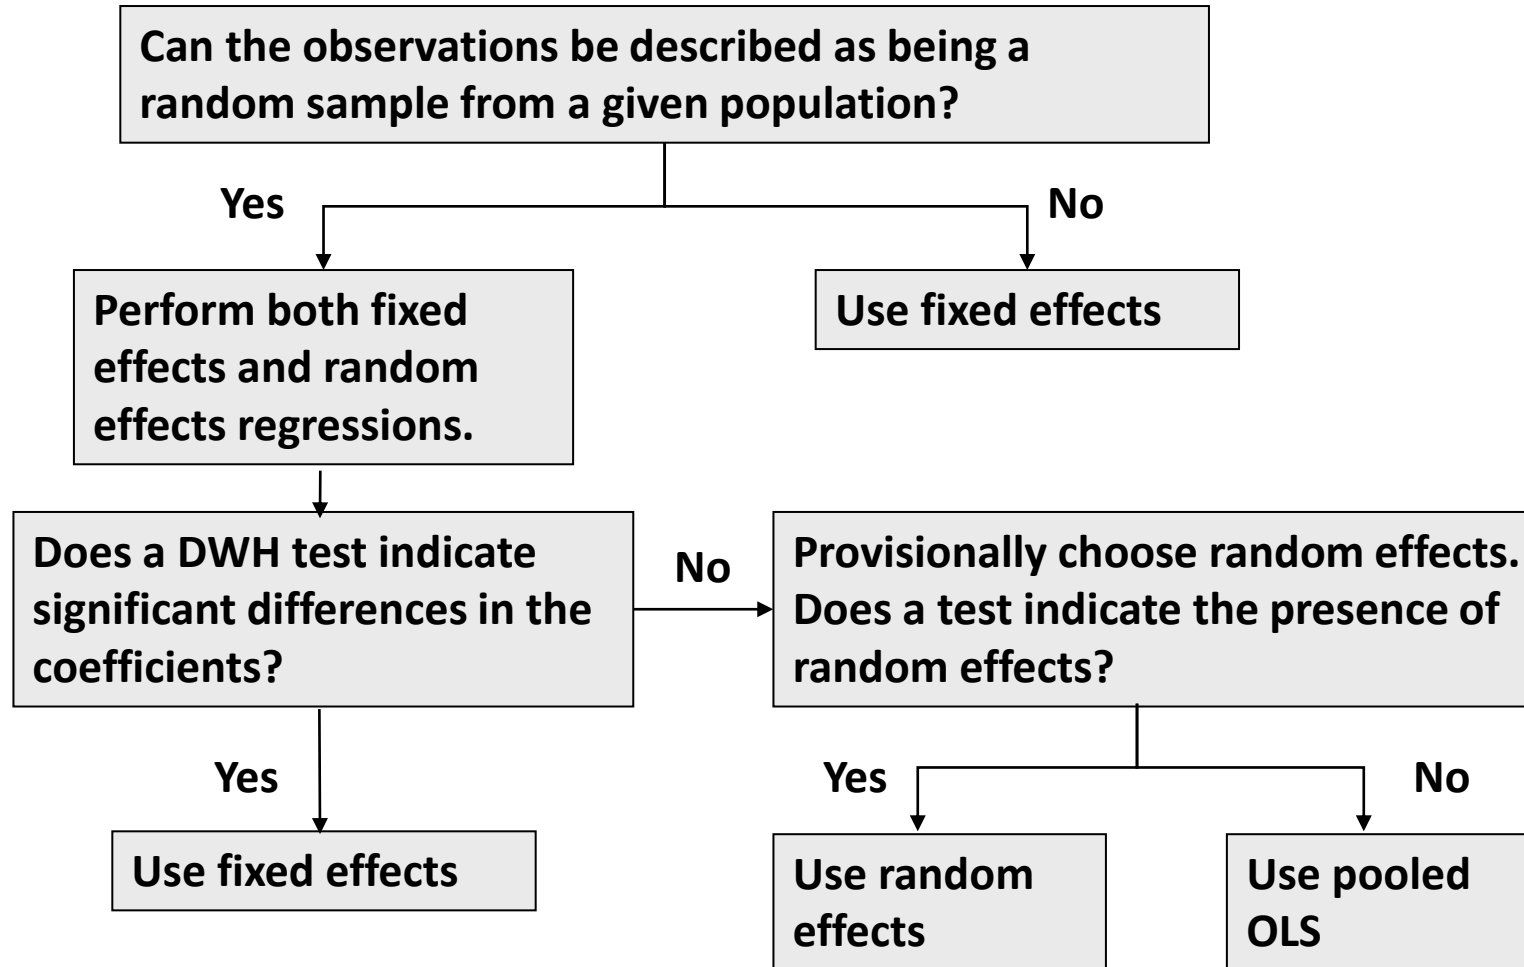 Can the observations be described as being a
random sample from a given population?
Yes
No
Perform both fixed
effects and random
effects regressions.
Use fixed effects
Does a DWH test indicate
significant differences in the
coefficients?
No
Provisionally choose random effects.
Does a test indicate the presence of
random effects?
Yes
Use fixed effects
Yes
No
Use random
effects
Use pooled
OLS